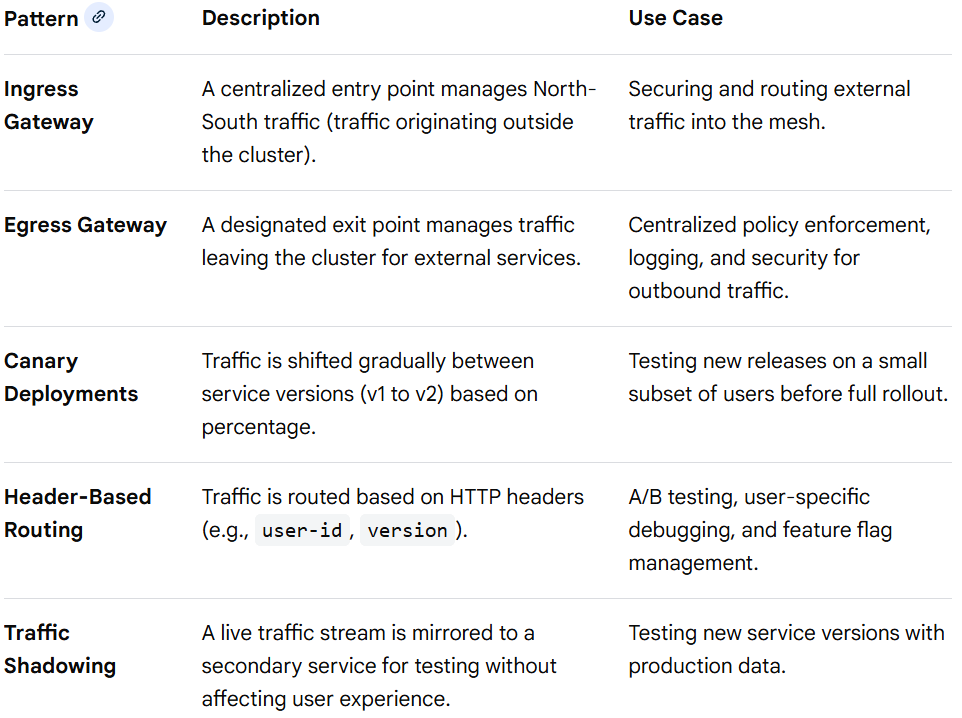 Pattern Description Use Case
Ingress Gateway
A centralized entry point manages North-
South traffic (traffic originating outside
the cluster).
Securing and routing external
traffic into the mesh.
Egress Gateway
A designated exit point manages traffic
leaving the cluster for external services.
Centralized policy enforcement,
logging, and security for
outbound traffic.
Canary
Deployments
Traffic is shifted gradually between
service versions (v1 to v2) based on
percentage.
Testing new releases on a small
subset of users before full rollout.
Header-Based
Routing
Traffic is routed based on HTTP headers
(e.g., user-id, version).
A/B testing, user-specific
debugging, and feature flag
management.
Traffic
Shadowing
A live traffic stream is mirrored to a
secondary service for testing without
affecting user experience.
Testing new service versions with
production data.